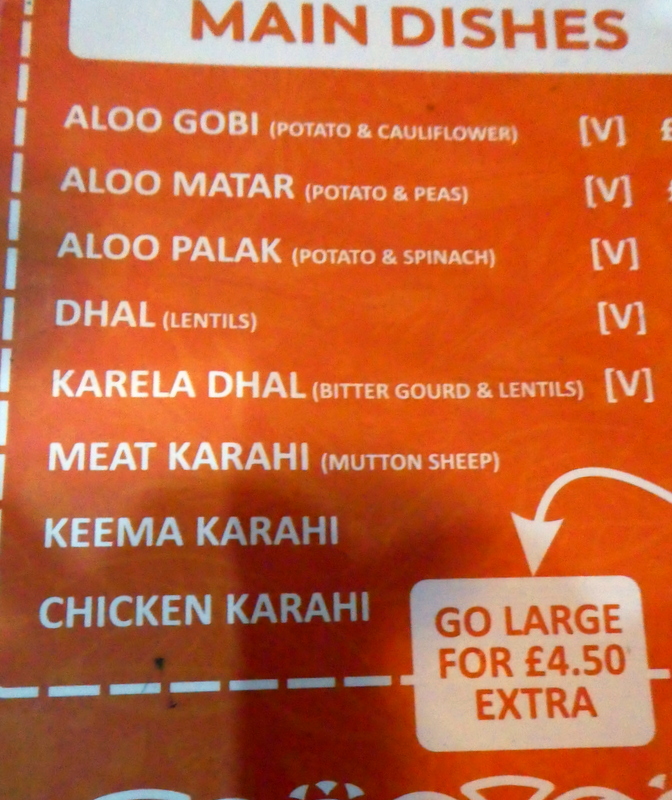 MAIN DISHES
ALOO GOBI (POTATO & CAULIFLOWER) [V] £
ALOO MATAR (POTATO & PEAS) [V]
ALOO PALAK (POTATO & SPINACH) [V]
DHAL (LENTILS) [V]
KARELA DHAL (BITTER GOURD & LENTILS) [V]
MEAT KARAHI (MUTTON SHEEP)
KEEMA KARAHI
CHICKEN KARAHI
GO LARGE
FOR £4.50
EXTRA